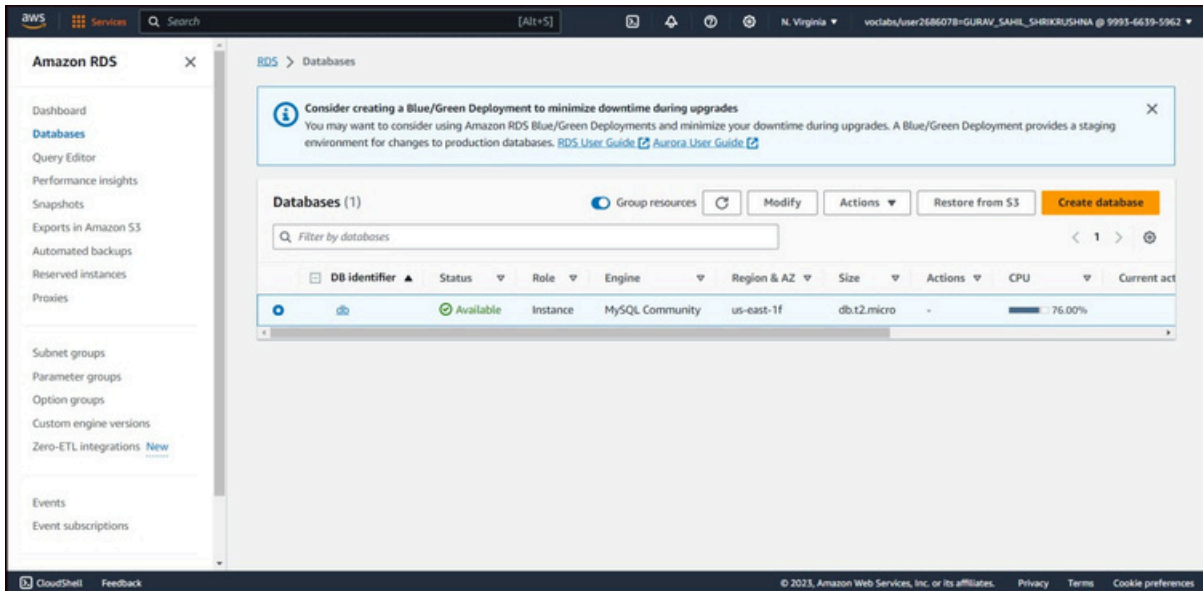 aws Services Search [Alt+S] N. Virginia voclabs/user2686078=GURAV_SAHIL_SHRIKRUSHNA @ 9993-6639-5962
Amazon RDS
Dashboard
Databases
Query Editor
Performance insights
Snapshots
Exports in Amazon S3
Automated backups
Reserved instances
Proxies
Subnet groups
Parameter groups
Option groups
Custom engine versions
Zero-ETL integrations New
Events
Event subscriptions
RDS > Databases
Consider creating a Blue/Green Deployment to minimize downtime during upgrades
You may want to consider using Amazon RDS Blue/Green Deployments and minimize your downtime during upgrades. A Blue/Green Deployment provides a staging
environment for changes to production databases. RDS User Guide Aurora User Guide
Databases (1) Group resources Modify Actions Restore from S3 Create database
Filter by databases < 1 >
DB identifier Status Role Engine Region & AZ Size Actions CPU Current act
db Available Instance MySQL Community us-east-1f db.t2.micro - 76.00%
CloudShell Feedback © 2023, Amazon Web Services, Inc. or its affiliates. Privacy Terms Cookie preferences